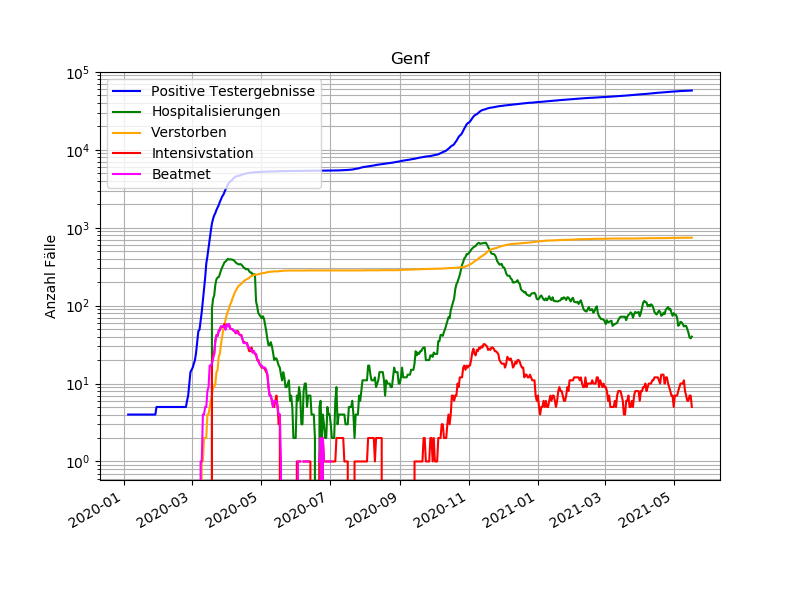 Genf
Anzahl Fälle
10^5
10^4
10^3
10^2
10^1
10^0
Positive Testergebnisse
Hospitalisierungen
Verstorben
Intensivstation
Beatmet
2020-01
2020-03
2020-05
2020-07
2020-09
2020-11
2021-01
2021-03
2021-05